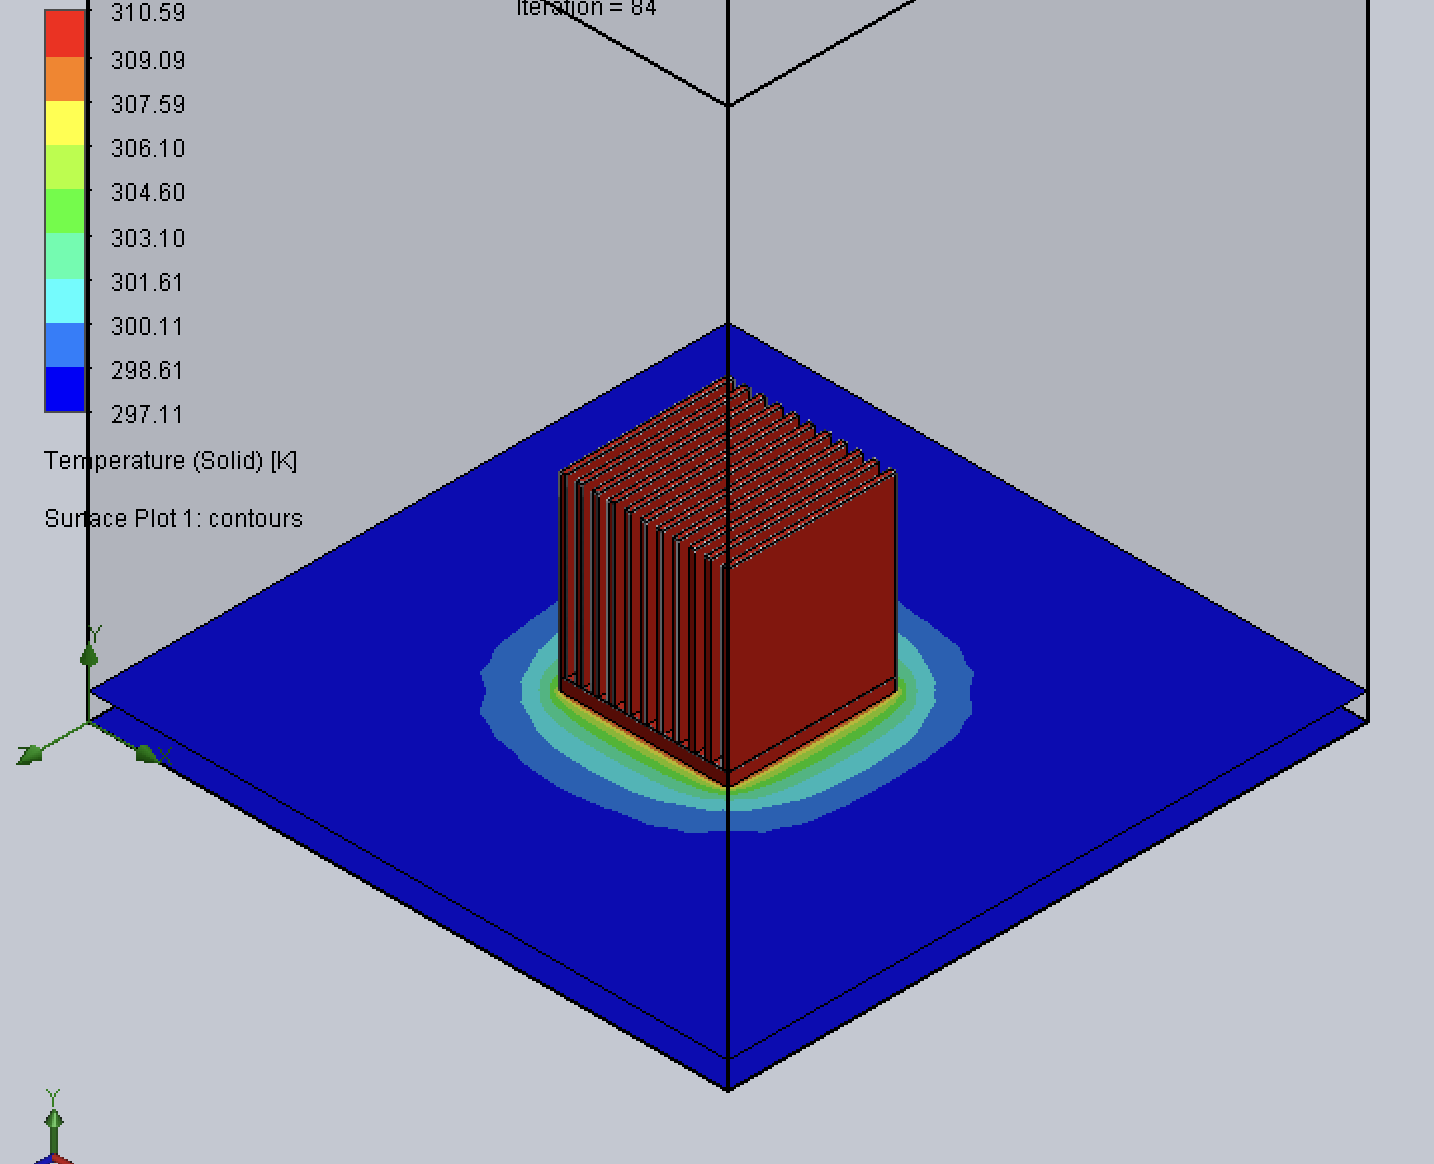 Iteration = 84
310.59
309.09
307.59
306.10
304.60
303.10
301.61
300.11
298.61
297.11
Temperature (Solid) [K]
Surface Plot 1: contours
Y
Z
X
Y